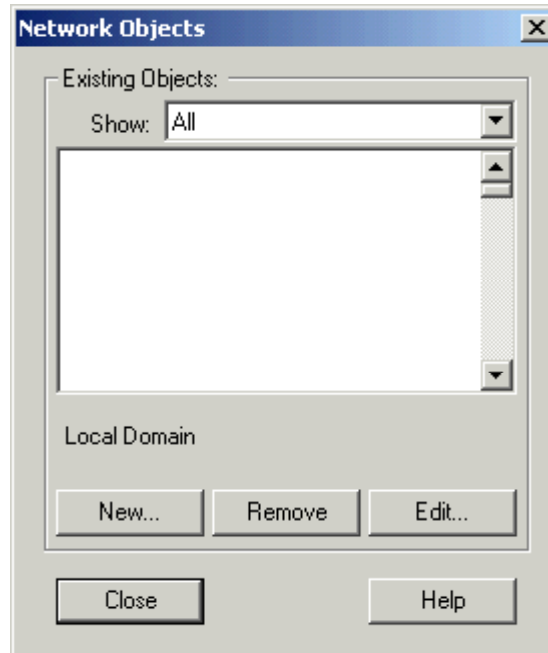 Network Objects
Existing Objects:
Show: All
Local Domain
New... Remove Edit...
Close Help